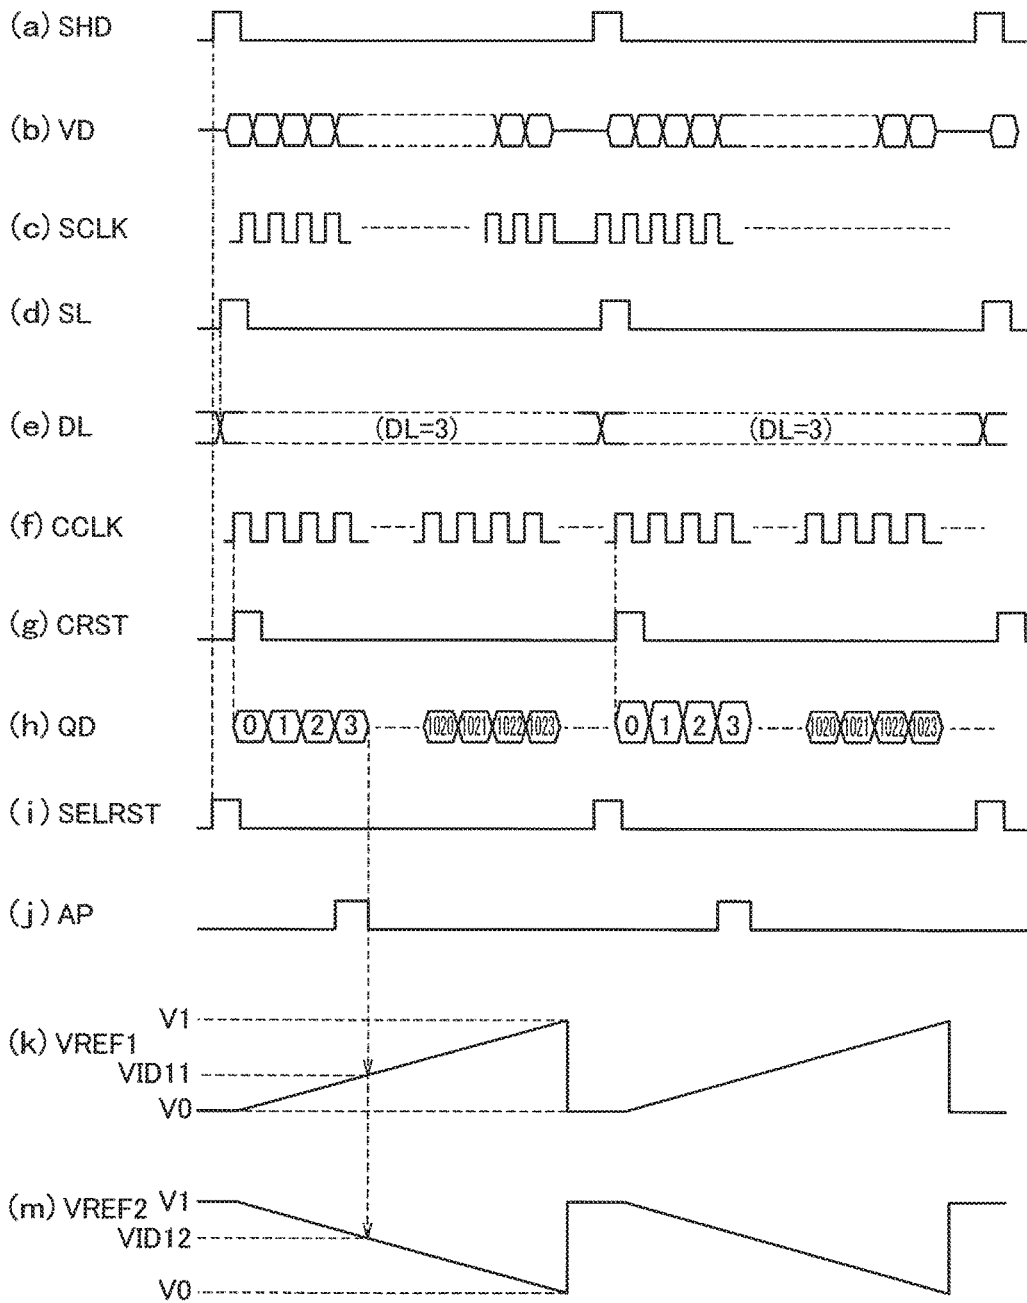 (a) SHD
(b) VD
(c) SCLK
(d) SL
(e) DL (DL=3) (DL=3)
(f) CCLK
(g) CRST
(h) QD 0 1 2 3 1020 1021 1022 1023 0 1 2 3 1020 1021 1022 1023
(i) SELRST
(j) AP
V1
(k) VREF1
VID11
V0
(m) VREF2 V1
VID12
V0